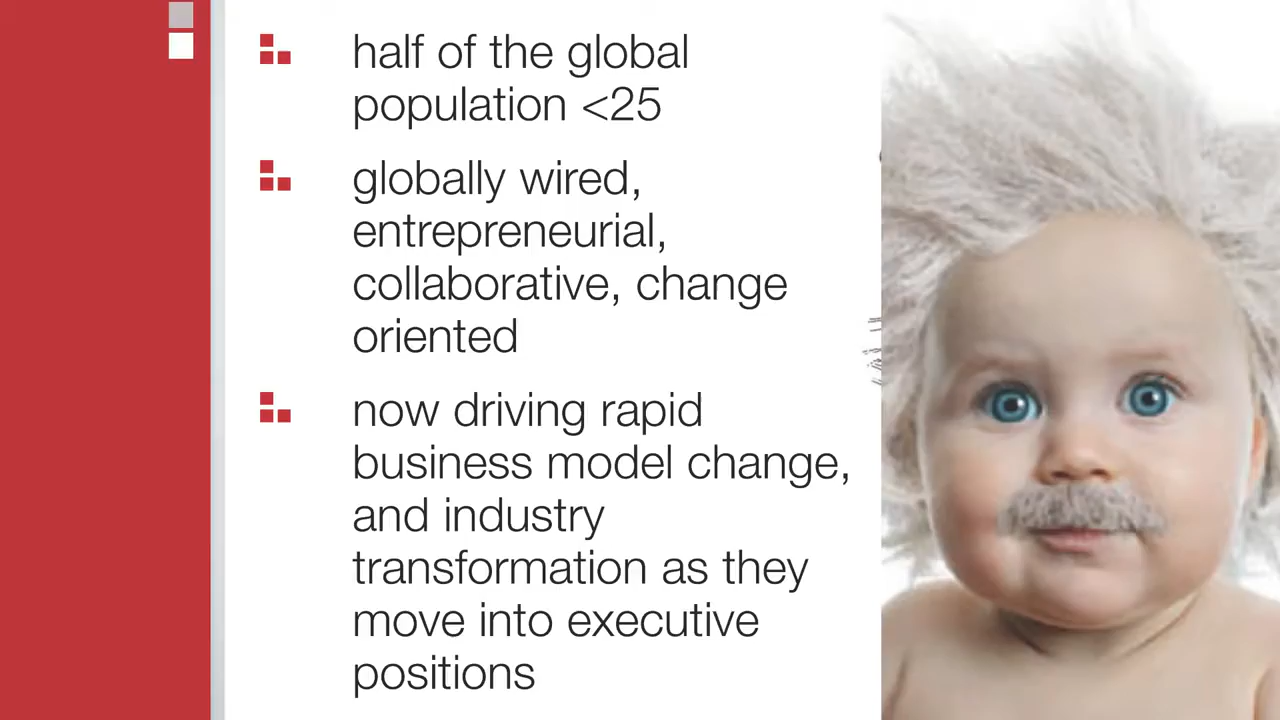 half of the global
population <25
globally wired,
entrepreneurial,
collaborative, change
oriented
now driving rapid
business model change,
and industry
transformation as they
move into executive
positions